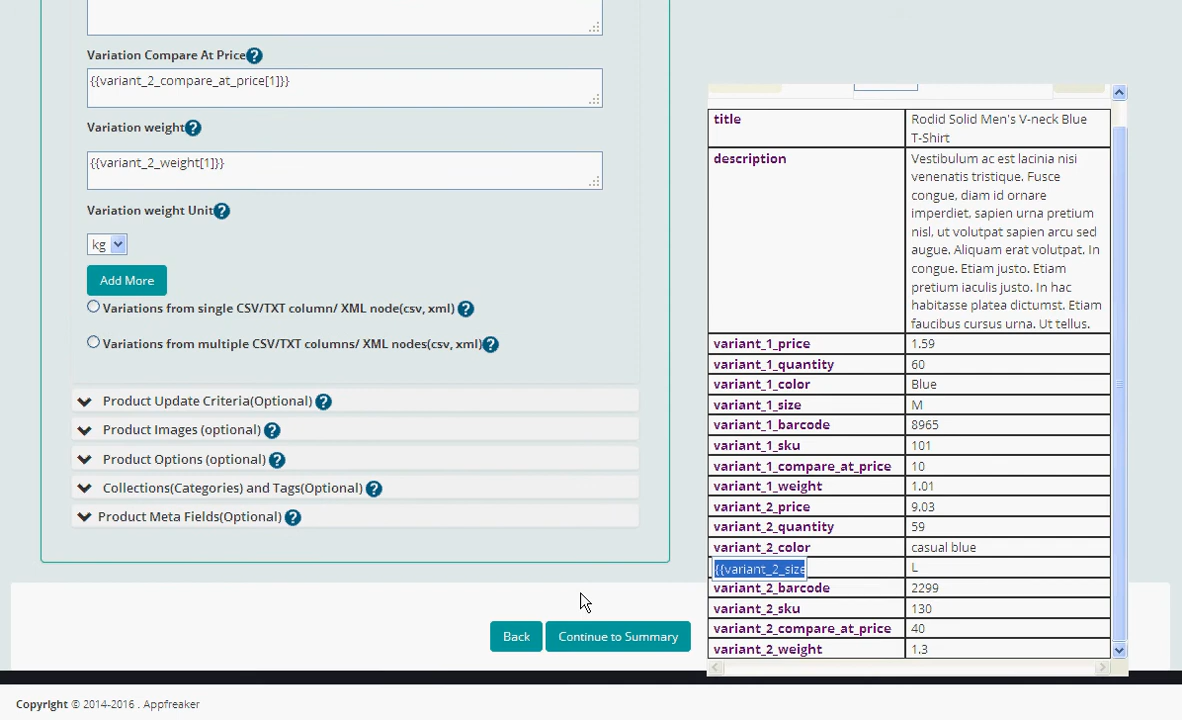 Variation Compare At Price?
{{variant_2_compare_at_price[1]}}
Variation weight?
{{variant_2_weight[1]}}
Variation weight Unit?
kg
Add More
Variations from single CSV/TXT column/ XML node(csv, xml) ?
Variations from multiple CSV/TXT columns/ XML nodes(csv, xml)?
Product Update Criteria(Optional) ?
Product Images (optional) ?
Product Options (optional) ?
Collections(Categories) and Tags(Optional) ?
Product Meta Fields(Optional) ?
Back
Continue to Summary
title
Rodid Solid Men's V-neck Blue
T-Shirt
description
Vestibulum ac est lacinia nisi
venenatis tristique. Fusce
congue, diam id ornare
imperdiet, sapien urna pretium
nisl, ut volutpat sapien arcu sed
augue. Aliquam erat volutpat. In
congue. Etiam justo. Etiam
pretium iaculis justo. In hac
habitasse platea dictumst. Etiam
faucibus cursus urna. Ut tellus.
variant_1_price 1.59
variant_1_quantity 60
variant_1_color Blue
variant_1_size M
variant_1_barcode 8965
variant_1_sku 101
variant_1_compare_at_price 10
variant_1_weight 1.01
variant_2_price 9.03
variant_2_quantity 59
variant_2_color casual blue
{{variant_2_size L
variant_2_barcode 2299
variant_2_sku 130
variant_2_compare_at_price 40
variant_2_weight 1.3
Copyright © 2014-2016 . Appfreaker